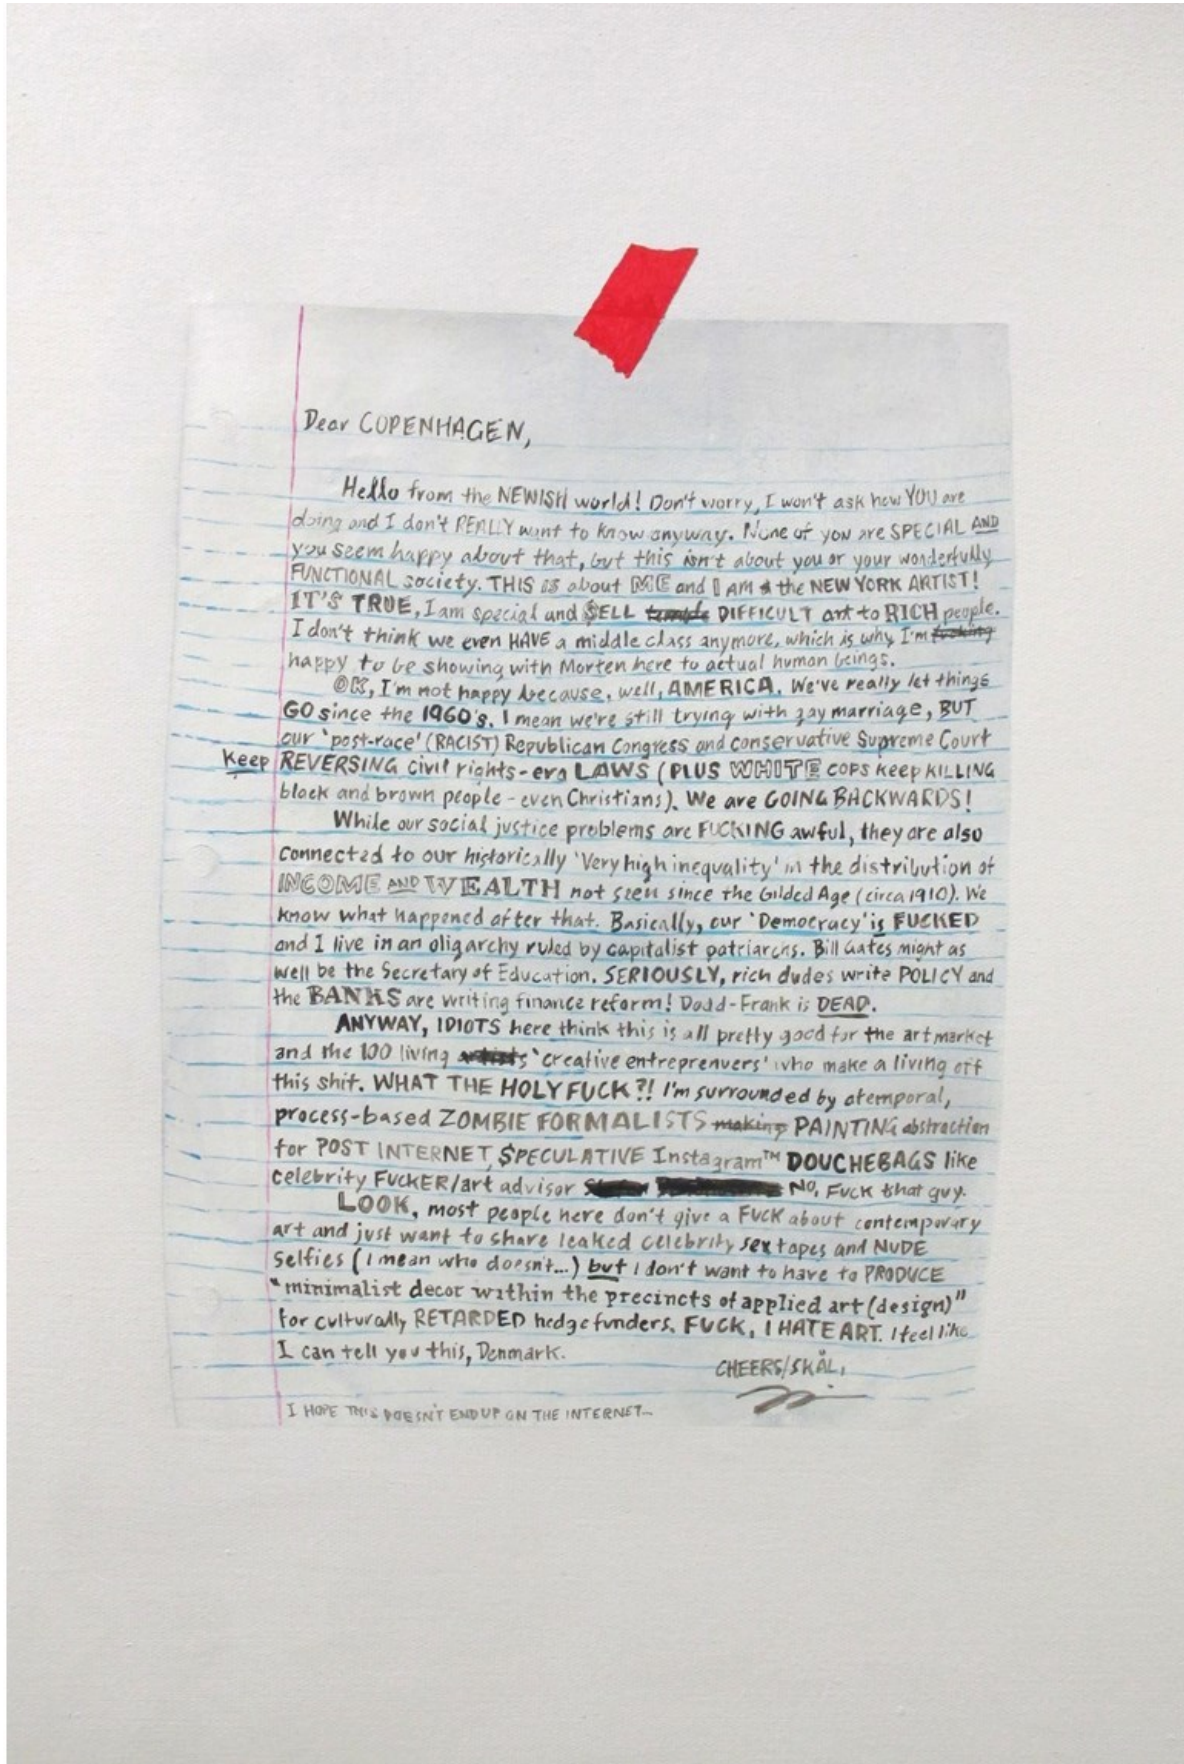 Dear COPENHAGEN,
Hello from the NEWISH world! Don't worry, I won't ask how YOU are
doing and I don't REALLY want to know anyway. None of you are SPECIAL AND
you seem happy about that, but this isn't about you or your wonderfully
FUNCTIONAL society. THIS IS about ME and I AM the NEW YORK ARTIST!
IT'S TRUE, I am special and $ELL DIFFICULT art to RICH people.
I don't think we even HAVE a middle class anymore, which is why I'm fucking
happy to be showing with Morten here to actual human beings.
OK, I'm not happy because, well, AMERICA. We've really let things
GO since the 1960's. I mean we're still trying with gay marriage, BUT
our 'post-race' (RACIST) Republican Congress and conservative Supreme Court
Keep REVERSING civil rights-era LAWS (PLUS WHITE COPS keep KILLING
black and brown people - even Christians). We are GOING BACKWARDS!
While our social justice problems are FUCKING awful, they are also
connected to our historically 'Very high inequality' in the distribution of
INCOME AND WEALTH not seen since the Gilded Age (circa 1910). We
know what happened after that. Basically, our 'Democracy' is FUCKED
and I live in an oligarchy ruled by capitalist patriarchs. Bill Gates might as
well be the Secretary of Education. SERIOUSLY, rich dudes write POLICY and
the BANKS are writing finance reform! Dodd-Frank is DEAD.
ANYWAY, IDIOTS here think this is all pretty good for the art market
and the 100 living artists 'creative entreprenuers' who make a living off
this shit. WHAT THE HOLY FUCK?! I'm surrounded by atemporal,
process-based ZOMBIE FORMALISTS making PAINTING abstraction
for POST INTERNET, $PECULATIVE Instagram™ DOUCHEBAGS like
celebrity FUCKER/art advisor NO, FUCK that guy.
LOOK, most people here don't give a FUCK about contemporary
art and just want to share leaked celebrity sex tapes and NUDE
selfies (I mean who doesn't...) but I don't want to have to PRODUCE
"minimalist decor within the precincts of applied art (design)"
for culturally RETARDED hedge funders. FUCK, I HATE ART. I feel like
I can tell you this, Denmark.
CHEERS/SKÅL,
I HOPE THIS DOESN'T END UP ON THE INTERNET...